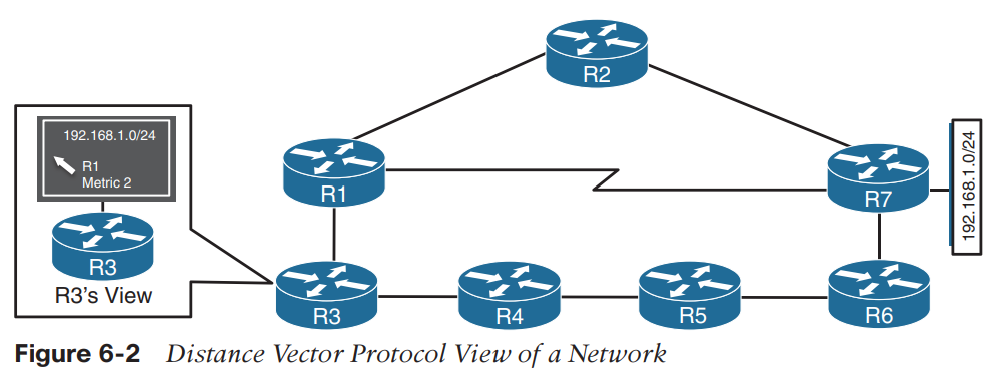 R2
192.168.1.0/24
R1
Metric 2
R3
R3's View
R1
R7
192.168.1.0/24
R3
R4
R5
R6
Figure 6-2 Distance Vector Protocol View of a Network